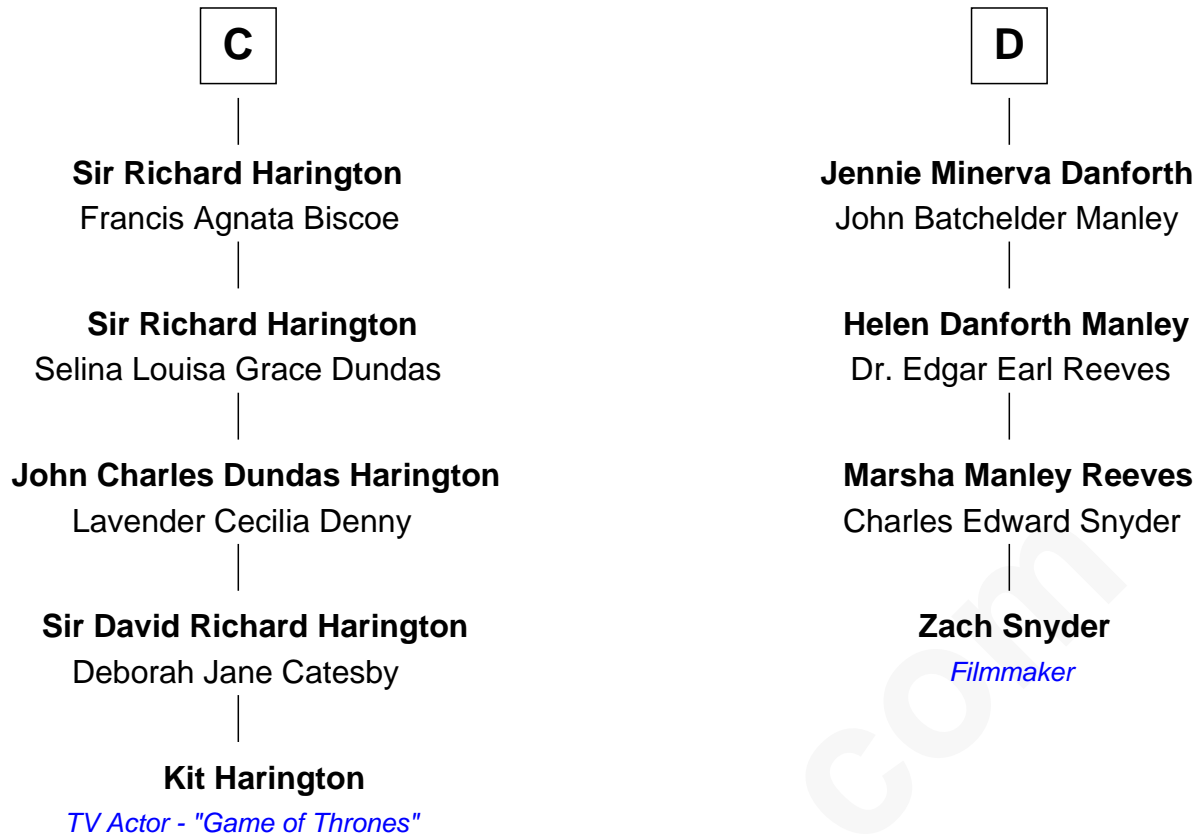 C
Sir Richard Harington
Francis Agnata Biscoe
Sir Richard Harington
Selina Louisa Grace Dundas
John Charles Dundas Harington
Lavender Cecilia Denny
Sir David Richard Harington
Deborah Jane Catesby
Kit Harington
TV Actor - "Game of Thrones"
D
Jennie Minerva Danforth
John Batchelder Manley
Helen Danforth Manley
Dr. Edgar Earl Reeves
Marsha Manley Reeves
Charles Edward Snyder
Zach Snyder
Filmmaker
com